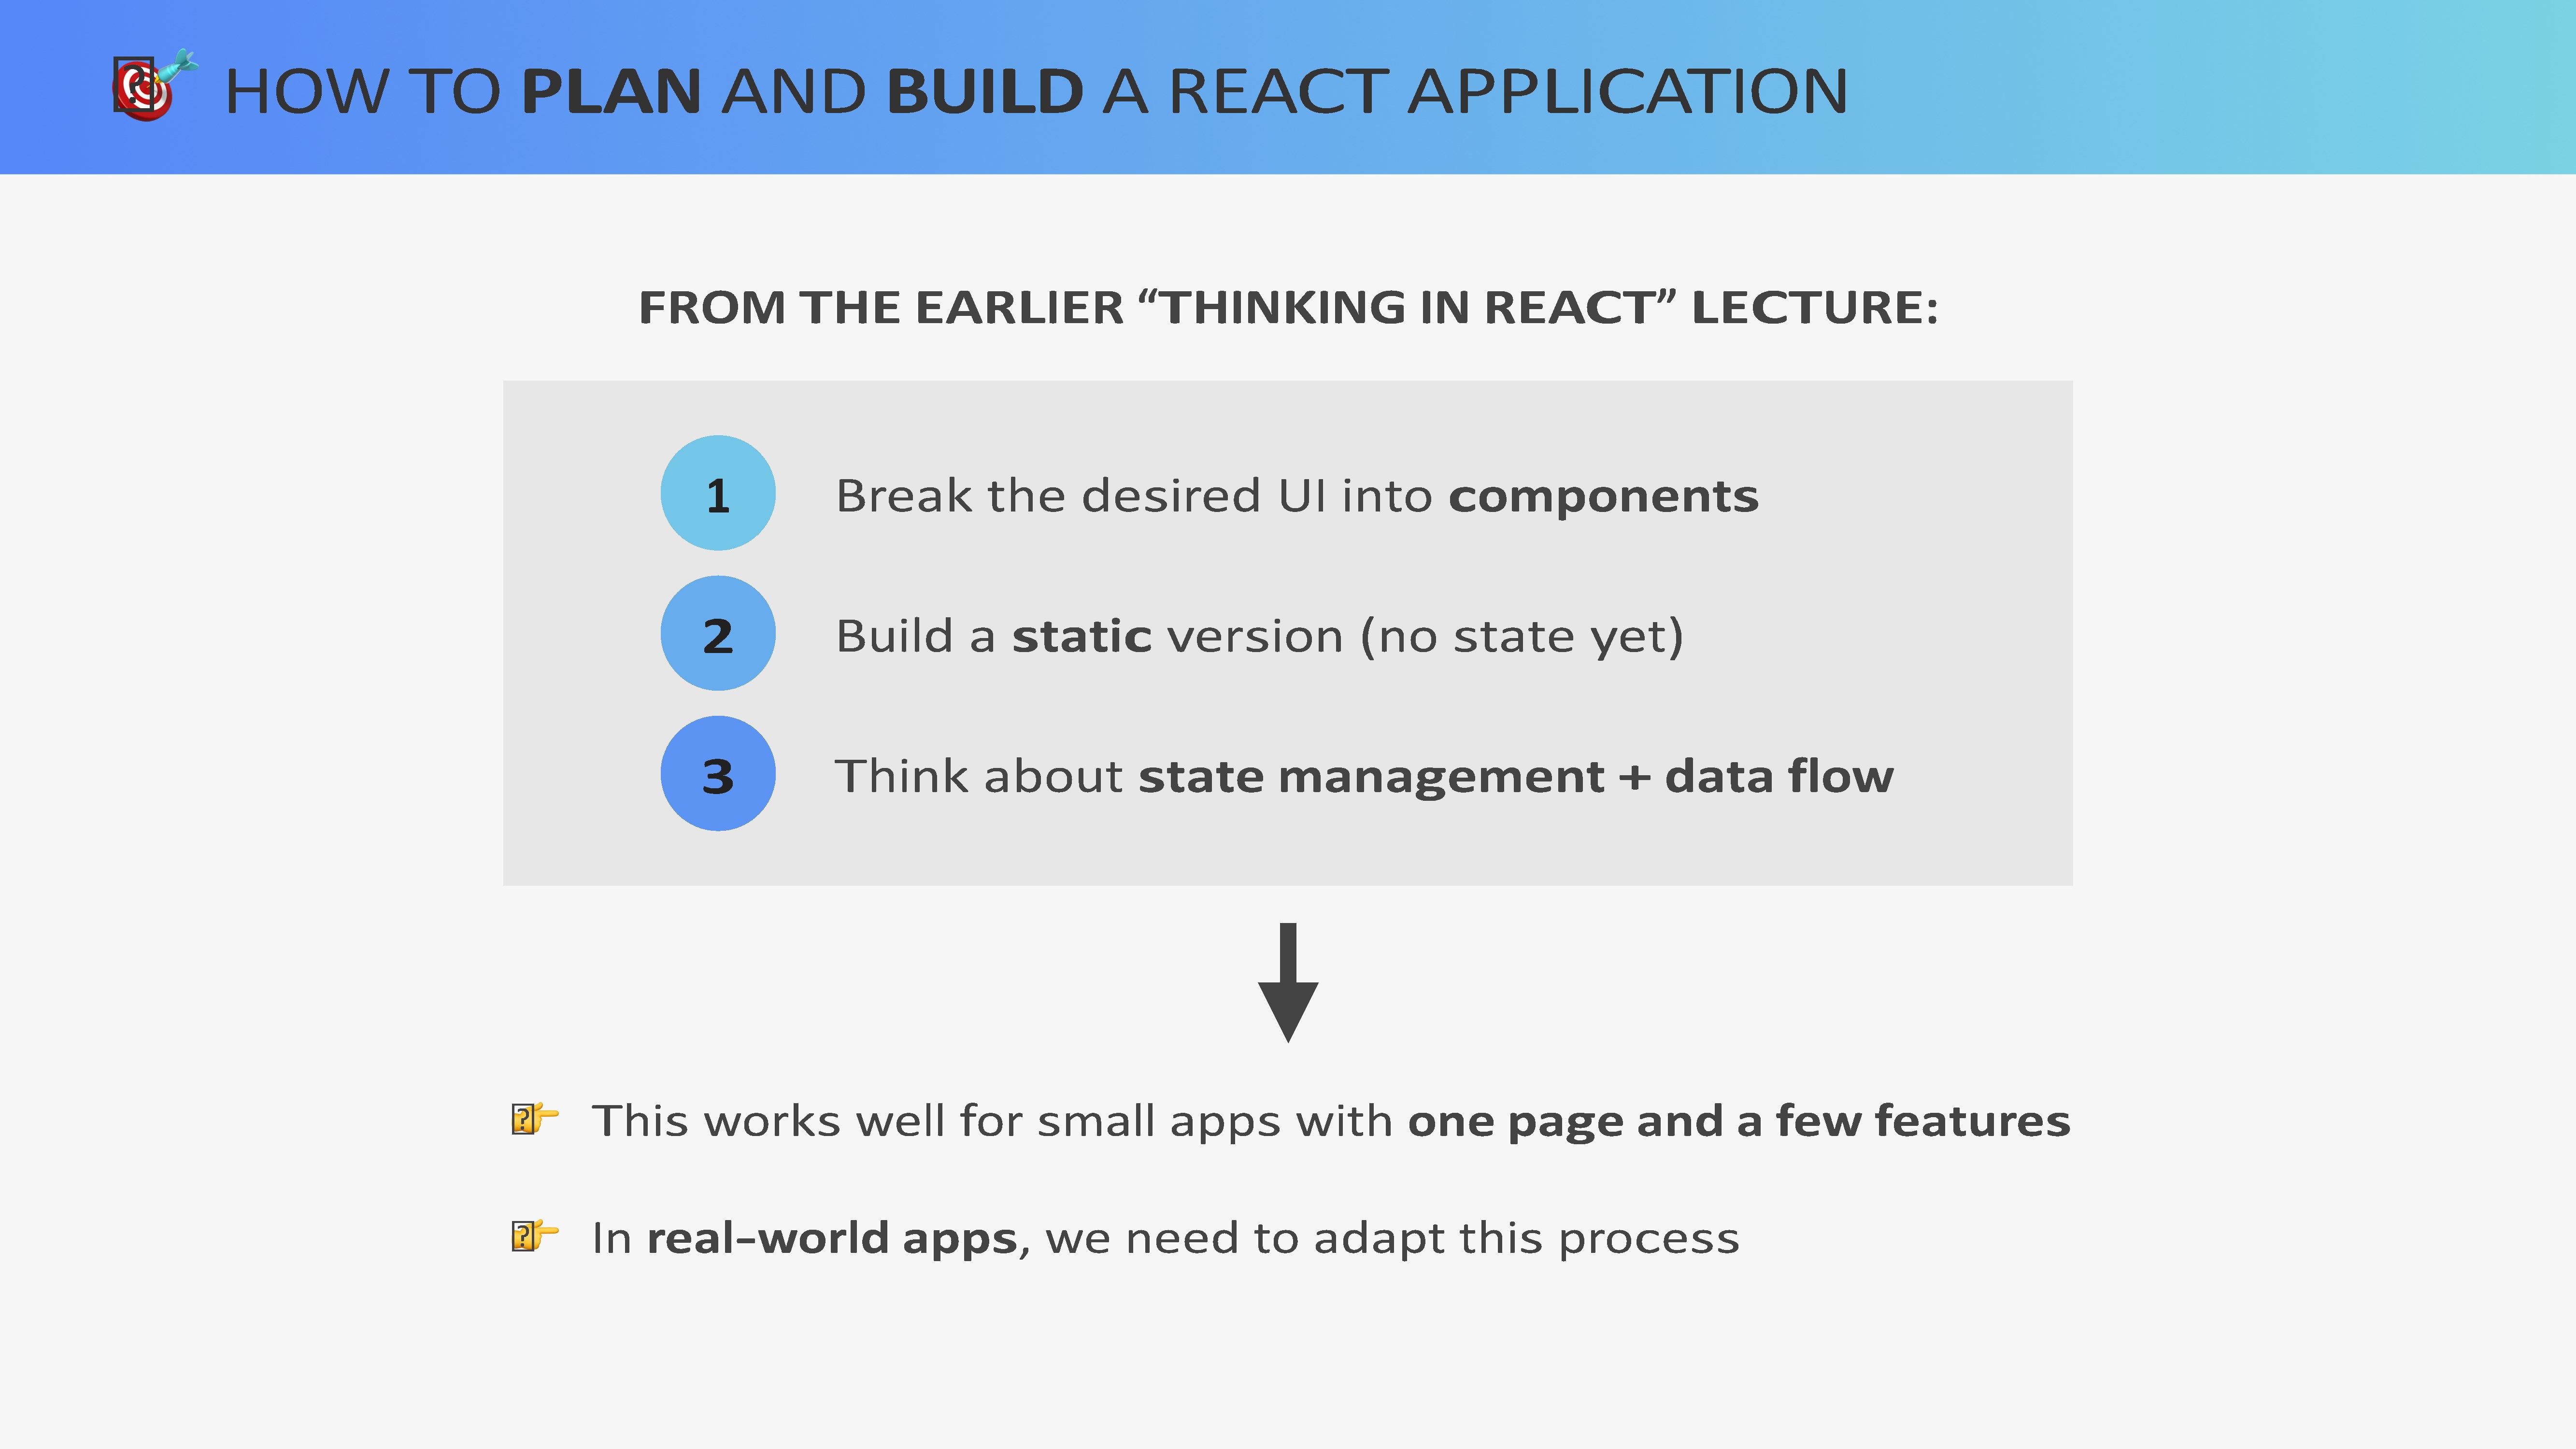 HOW TO PLAN AND BUILD A REACT APPLICATION
FROM THE EARLIER “THINKING IN REACT” LECTURE:
1 Break the desired UI into components
2 Build a static version (no state yet)
3 Think about state management + data flow
This works well for small apps with one page and a few features
In real-world apps, we need to adapt this process